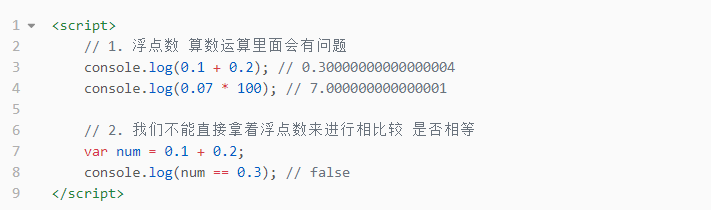 1 <script>
2 // 1. 浮点数 算数运算里面会有问题
3 console.log(0.1 + 0.2); // 0.30000000000000004
4 console.log(0.07 * 100); // 7.000000000000001
5
6 // 2. 我们不能直接拿着浮点数来进行相比较 是否相等
7 var num = 0.1 + 0.2;
8 console.log(num == 0.3); // false
9 </script>